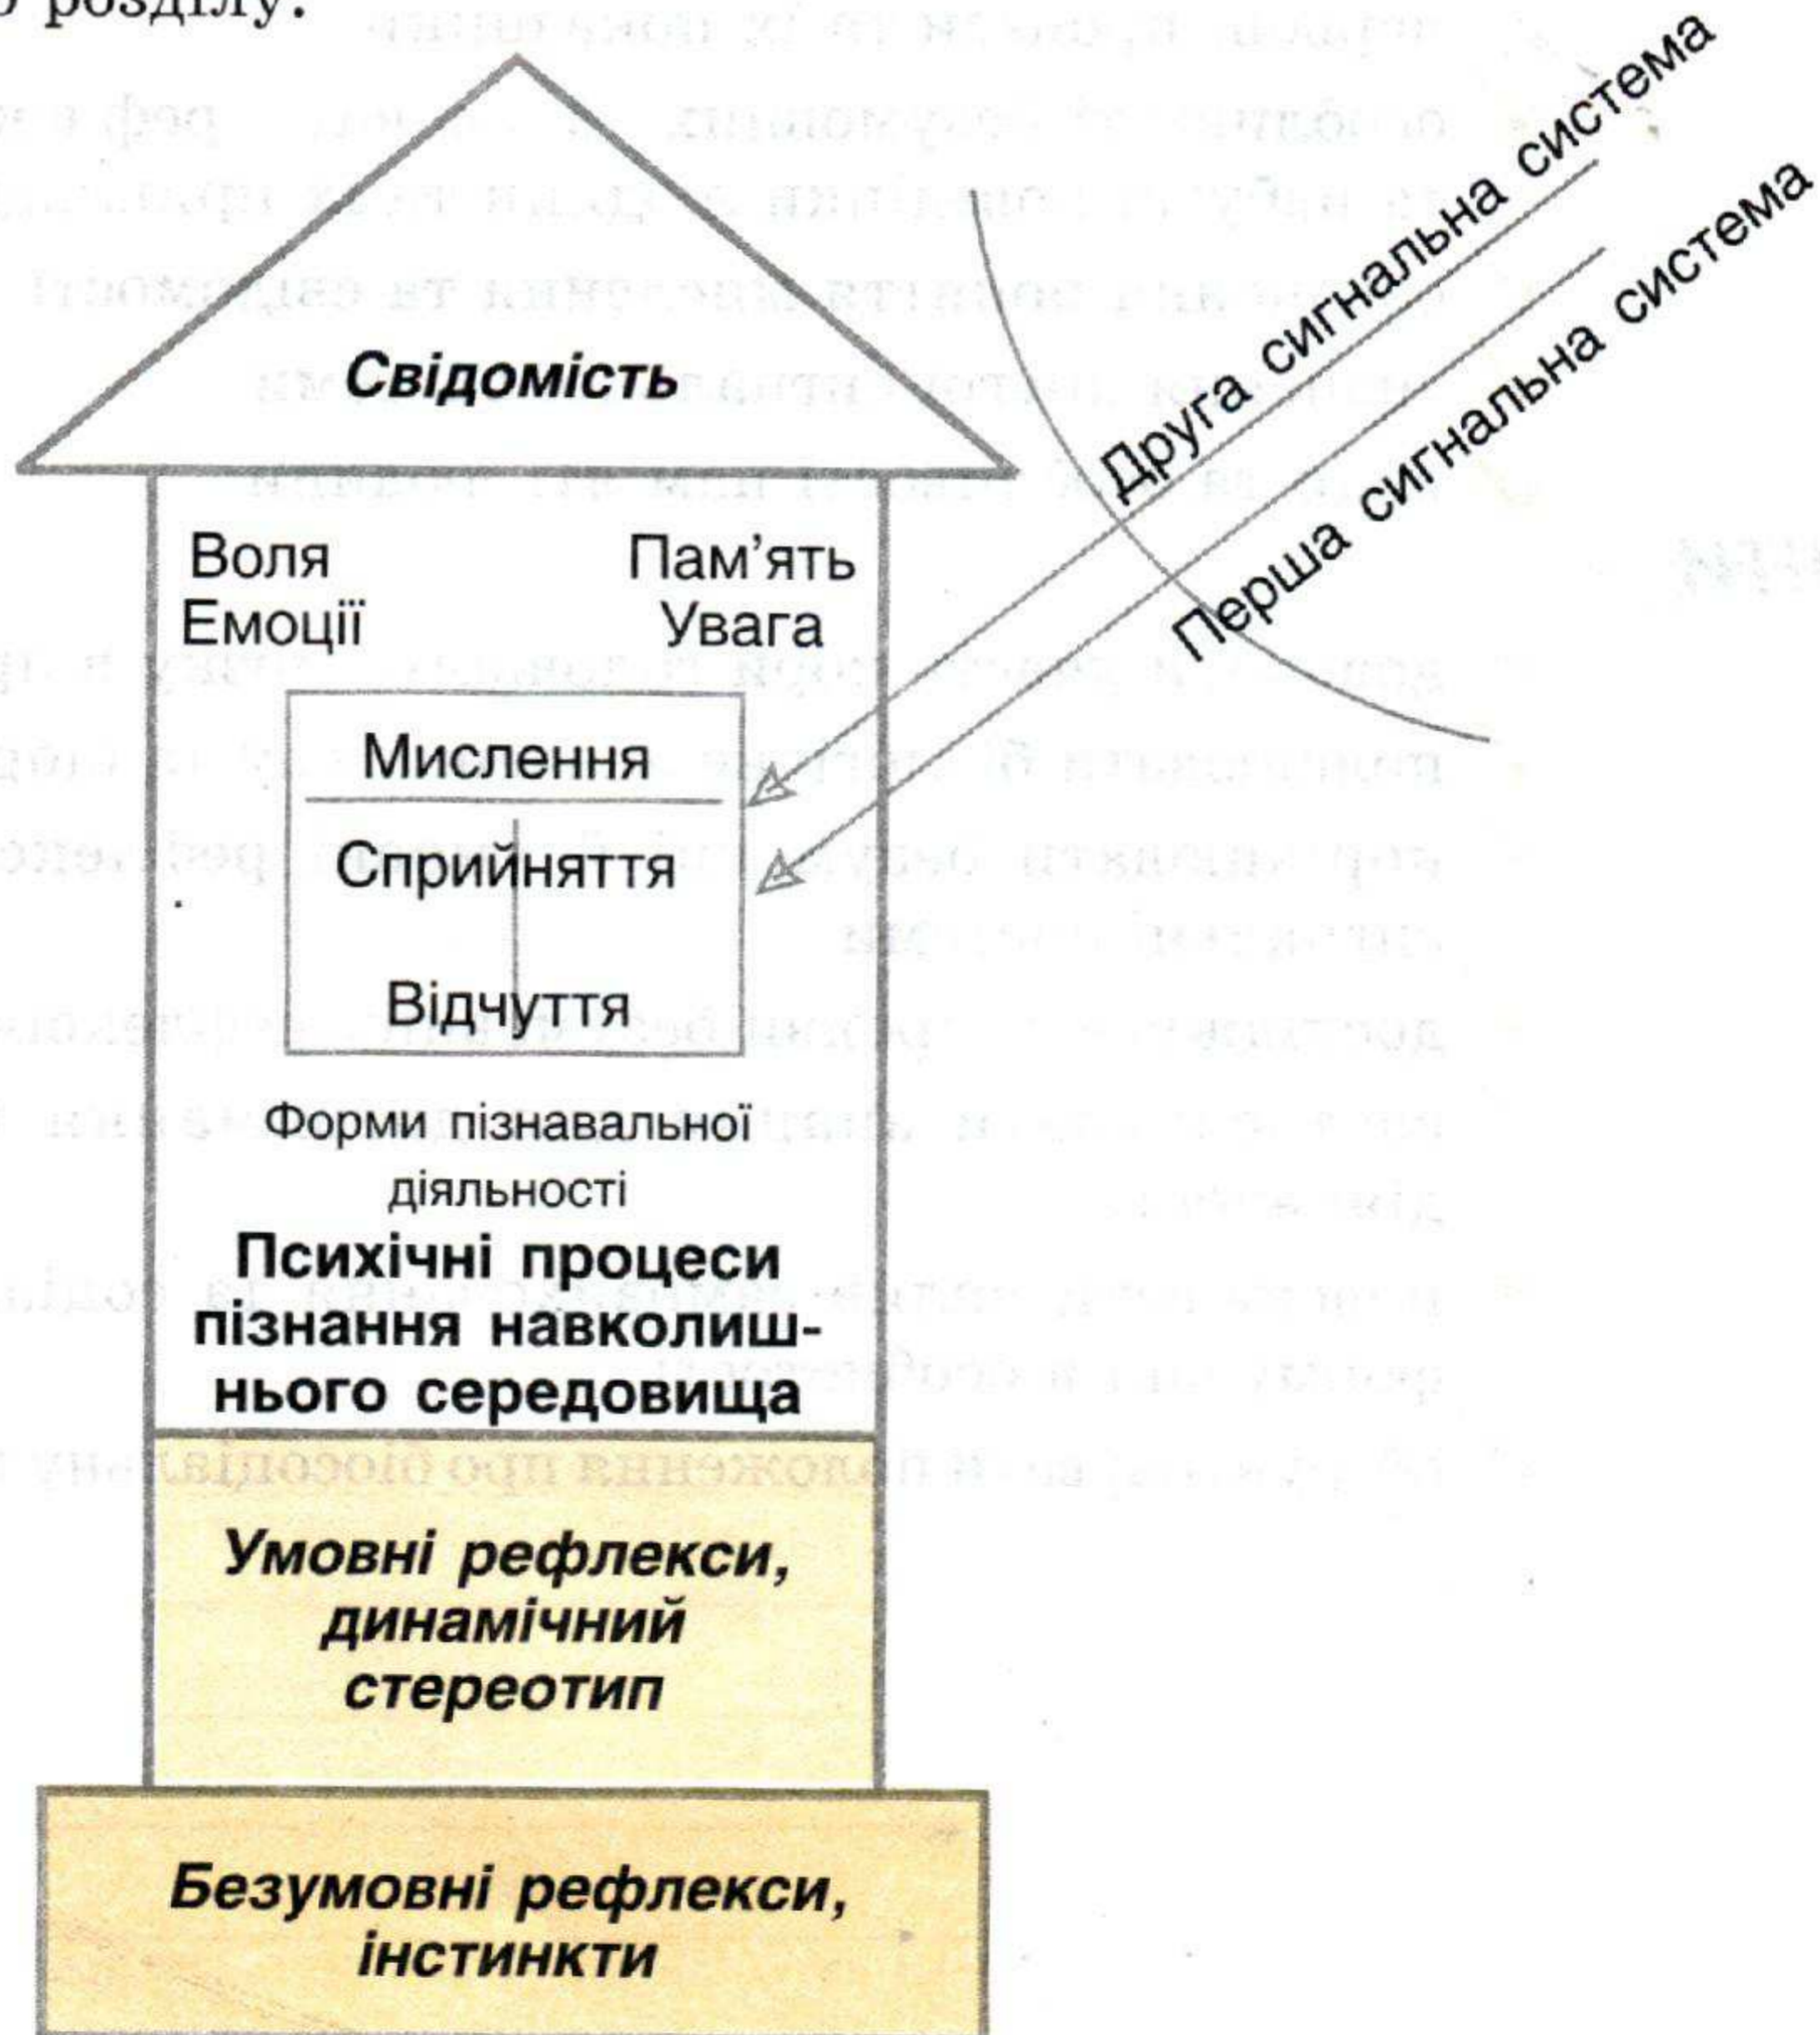 розділу.
Свідомість
Друга сигнальна система
Перша сигнальна система
Воля
Емоції
Пам'ять
Увага
Мислення
Сприйняття
Відчуття
Форми пізнавальної
діяльності
Психічні процеси
пізнання навколиш-
нього середовища
Умовні рефлекси,
динамічний
стереотип
Безумовні рефлекси,
інстинкти